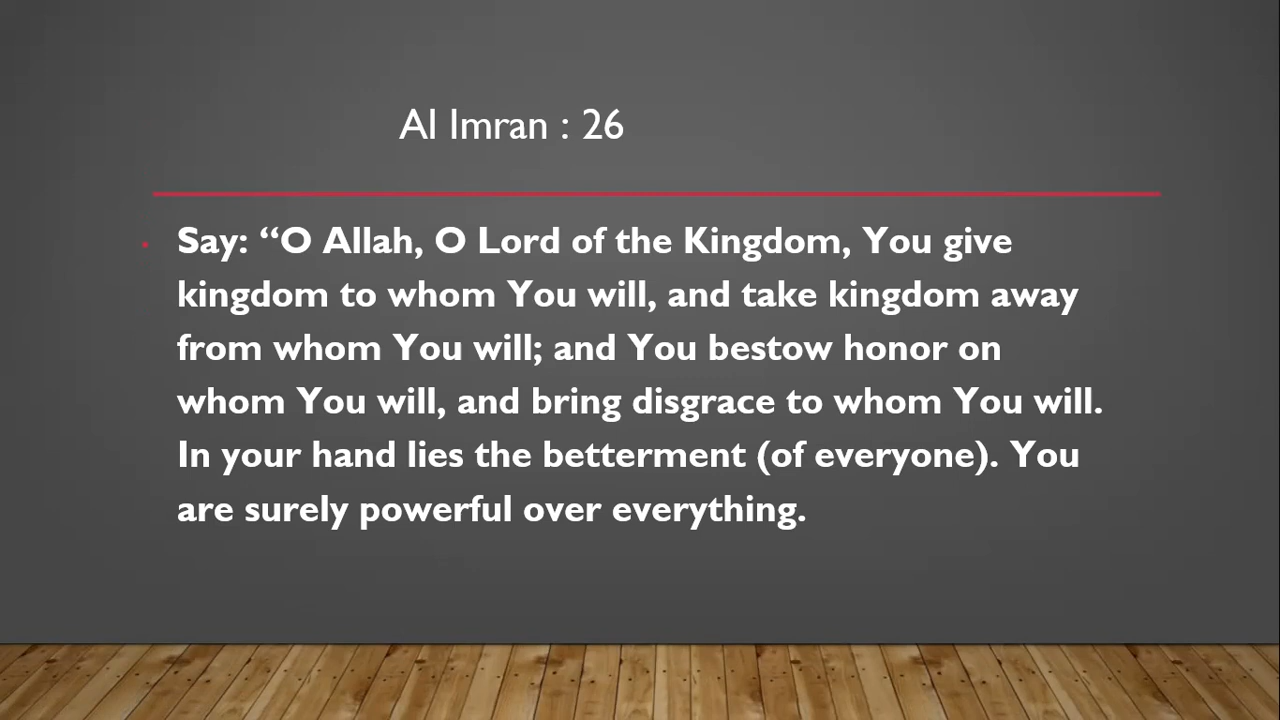 Al Imran : 26
Say: “O Allah, O Lord of the Kingdom, You give
kingdom to whom You will, and take kingdom away
from whom You will; and You bestow honor on
whom You will, and bring disgrace to whom You will.
In your hand lies the betterment (of everyone). You
are surely powerful over everything.